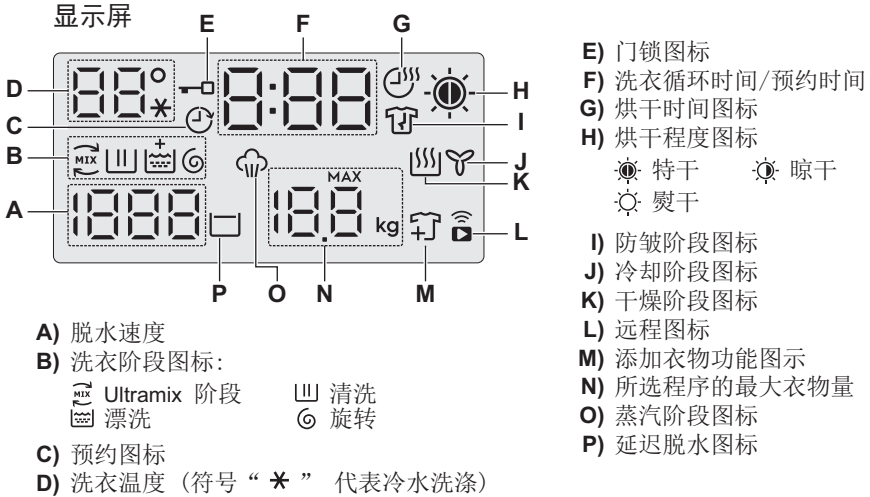 显示屏
E
F
G
D
C
B
A
H
I
J
K
L
MIX
MAX
kg
P
O
N
M
A) 脱水速度
B) 洗衣阶段图标:
MIX Ultramix 阶段
清洗
漂洗
旋转
C) 预约图标
D) 洗衣温度 (符号“ ” 代表冷水洗涤)
E) 门锁图标
F) 洗衣循环时间/预约时间
G) 烘干时间图标
H) 烘干程度图标
特干
晾干
熨干
I) 防皱阶段图标
J) 冷却阶段图标
K) 干燥阶段图标
L) 远程图标
M) 添加衣物功能图示
N) 所选程序的最大衣物量
O) 蒸汽阶段图标
P) 延迟脱水图标